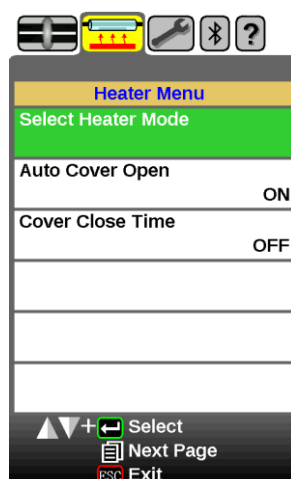 ?
Heater Menu
Select Heater Mode
Auto Cover Open
ON
Cover Close Time
OFF
+ Select
Next Page
ESC Exit